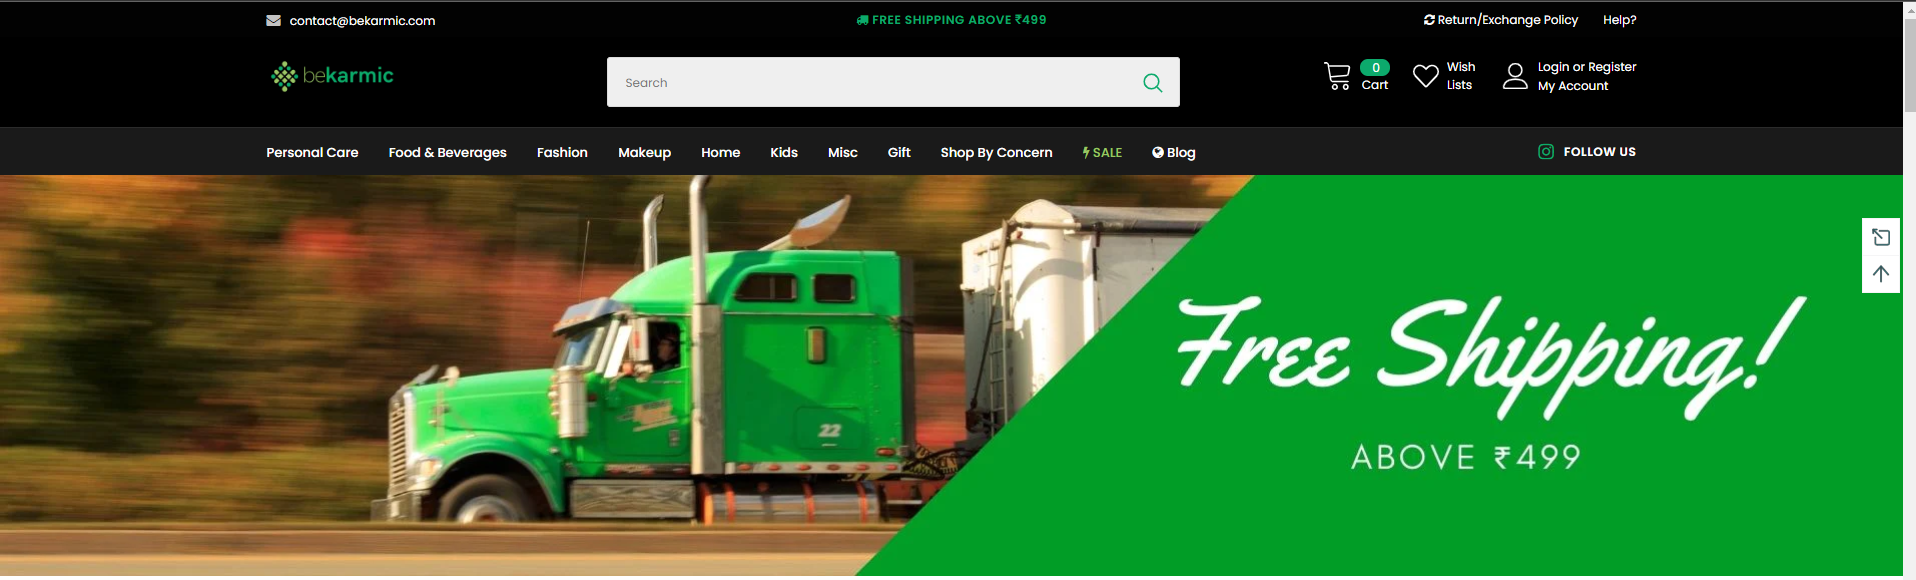 contact@bekarmic.com
FREE SHIPPING ABOVE ₹499
Return/Exchange Policy
Help?
bekarmic
Search
0
Cart
Wish
Lists
Login or Register
My Account
Personal Care
Food & Beverages
Fashion
Makeup
Home
Kids
Misc
Gift
Shop By Concern
SALE
Blog
FOLLOW US
22
Free Shipping!
ABOVE ₹499